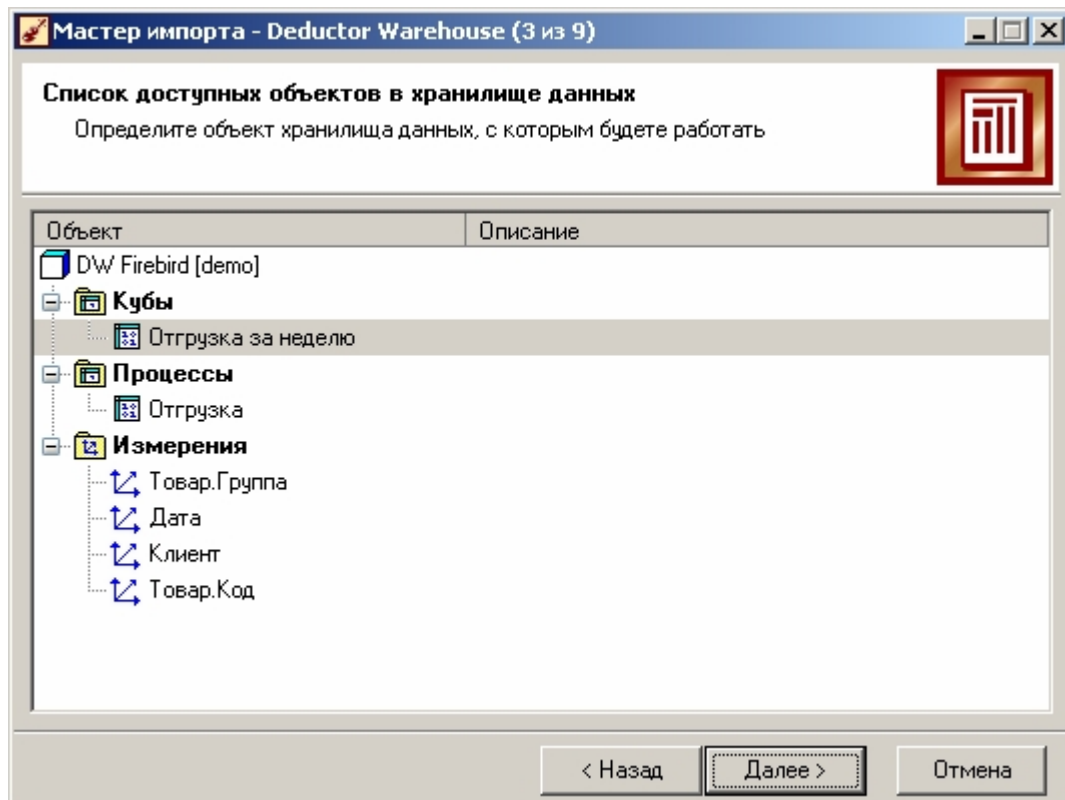 Мастер импорта - Deductor Warehouse (3 из 9)
Список доступных объектов в хранилище данных
Определите объект хранилища данных, с которым будете работать
Объект Описание
DW Firebird [demo]
Кубы
Отгрузка за неделю
Процессы
Отгрузка
Измерения
Товар.Группа
Дата
Клиент
Товар.Код
< Назад Далее > Отмена